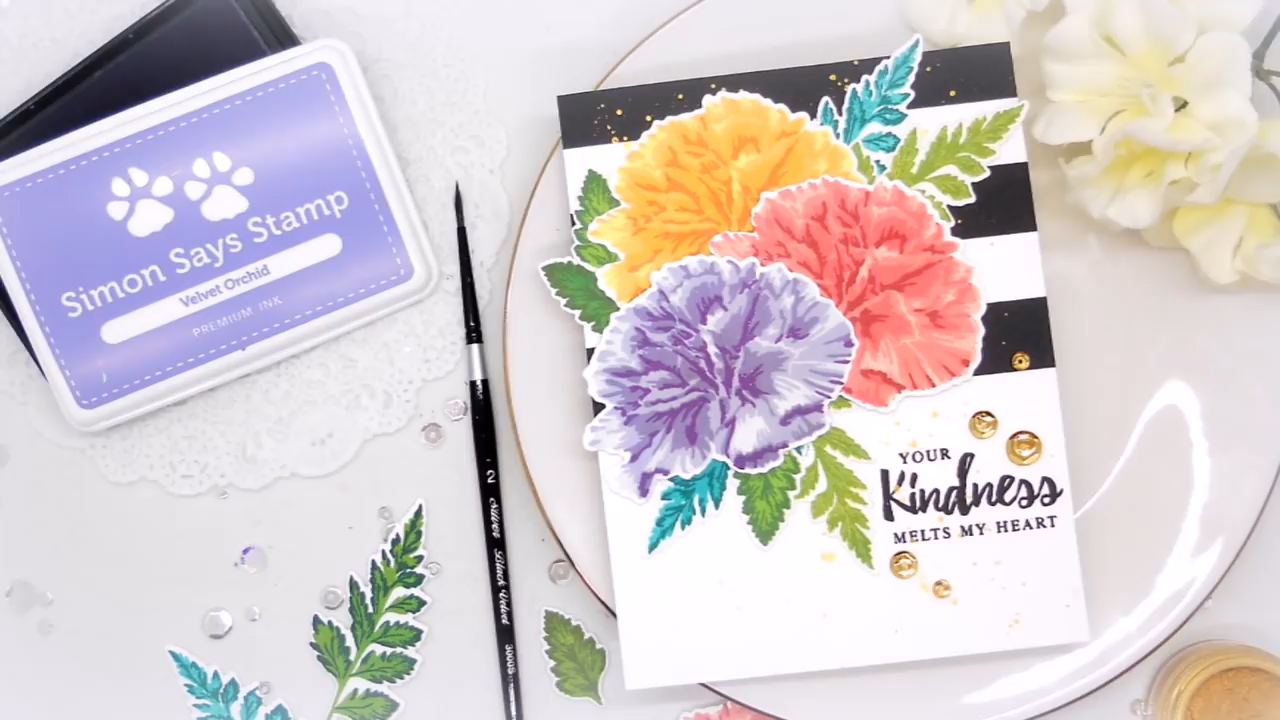 Simon Says Stamp
Velvet Orchid
PREMIUM INK
2 Silver Black Velvet 3000S
YOUR
Kindness
MELTS MY HEART